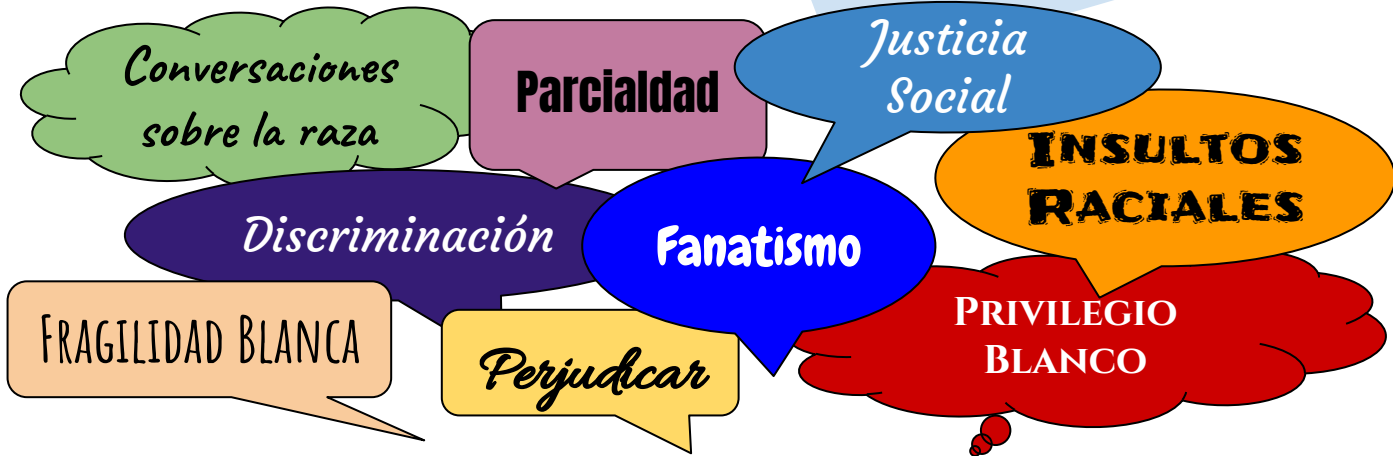 Conversaciones
sobre la raza
Parcialdad
Justicia
Social
INSULTOS
RACIALES
Discriminación
Fanatismo
FRAGILIDAD BLANCA
Perjudicar
PRIVILEGIO
BLANCO